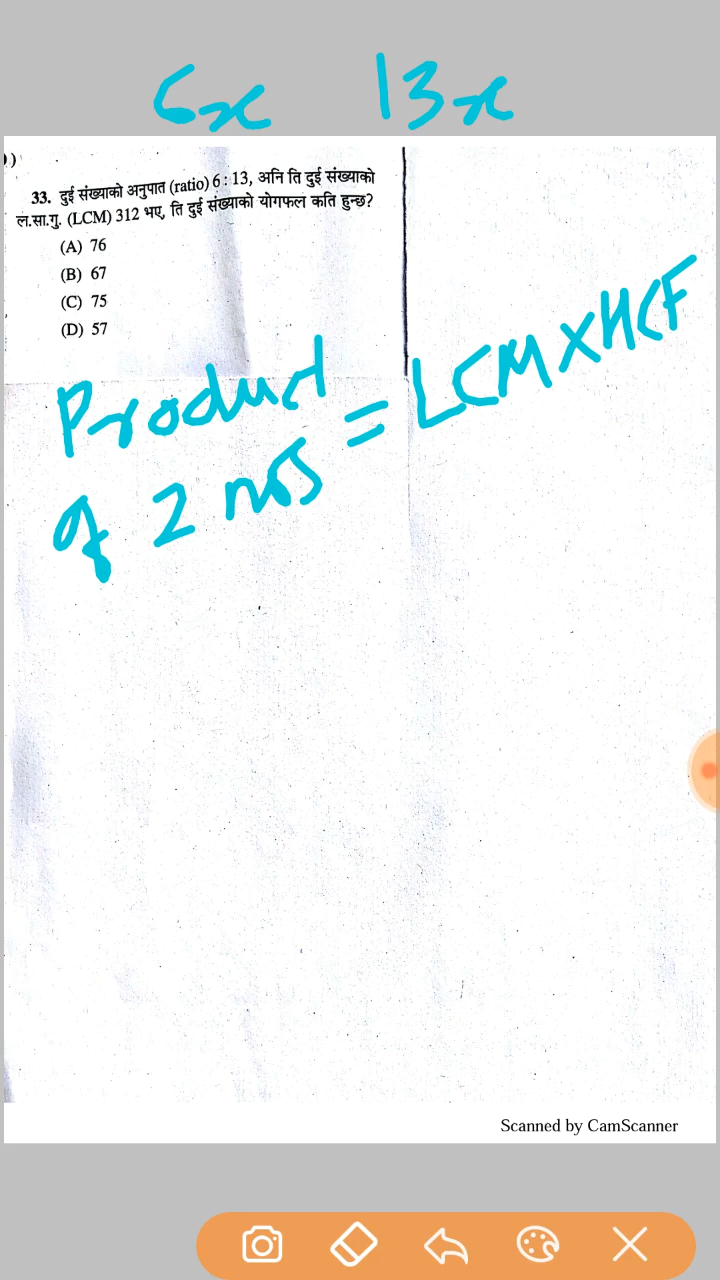 6x 13x
33. दुई संख्याको अनुपात (ratio) 6 : 13, अनि ति दुई संख्याको
ल.सा.गु. (LCM) 312 भए, ति दुई संख्याको योगफल कति हुन्छ?
(A) 76
(B) 67
(C) 75
(D) 57
Product = LCM X HCF
of 2 nos
Scanned by CamScanner